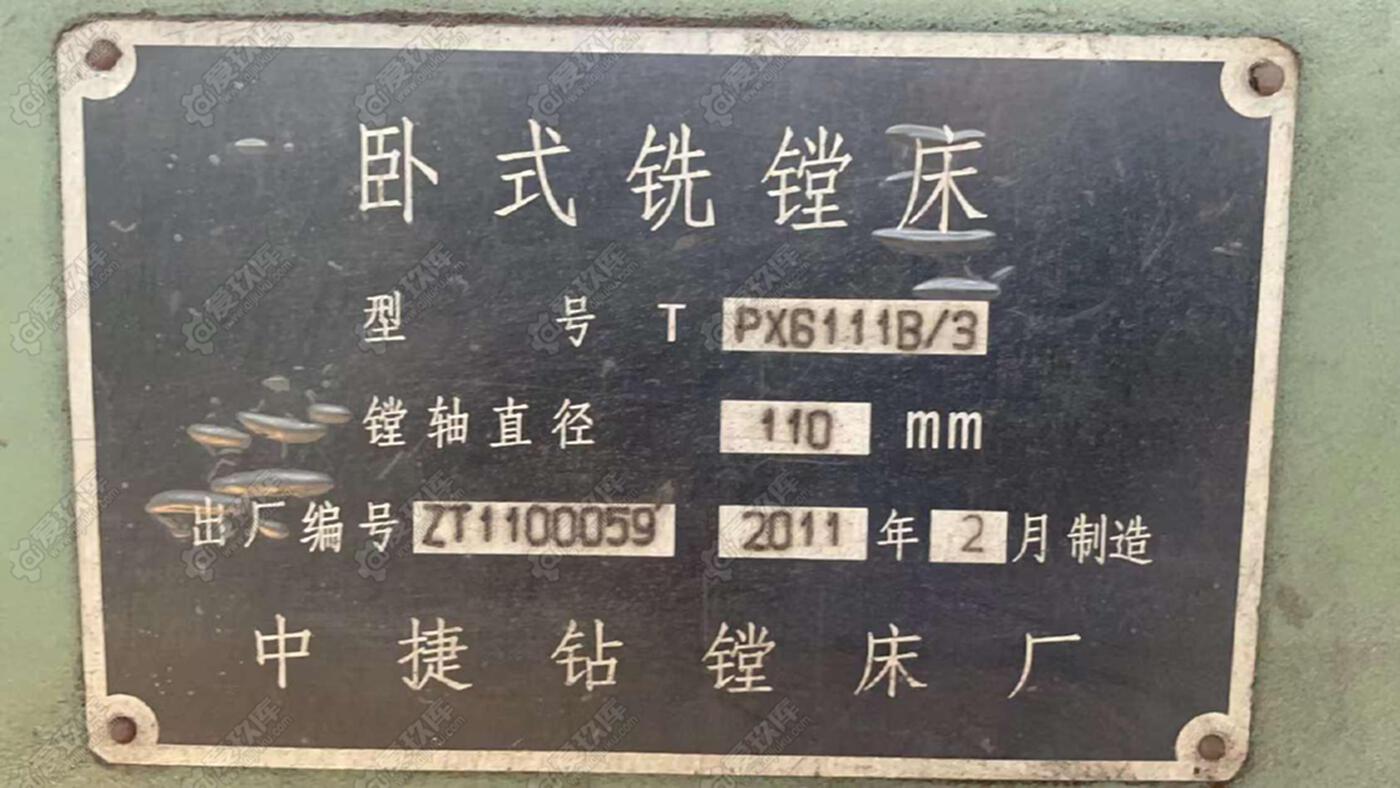 卧式铣镗床
型号 T PX6111B/3
镗轴直径 110 mm
出厂编号 ZT1100059 2011 年 2 月制造
中捷钻镗床厂